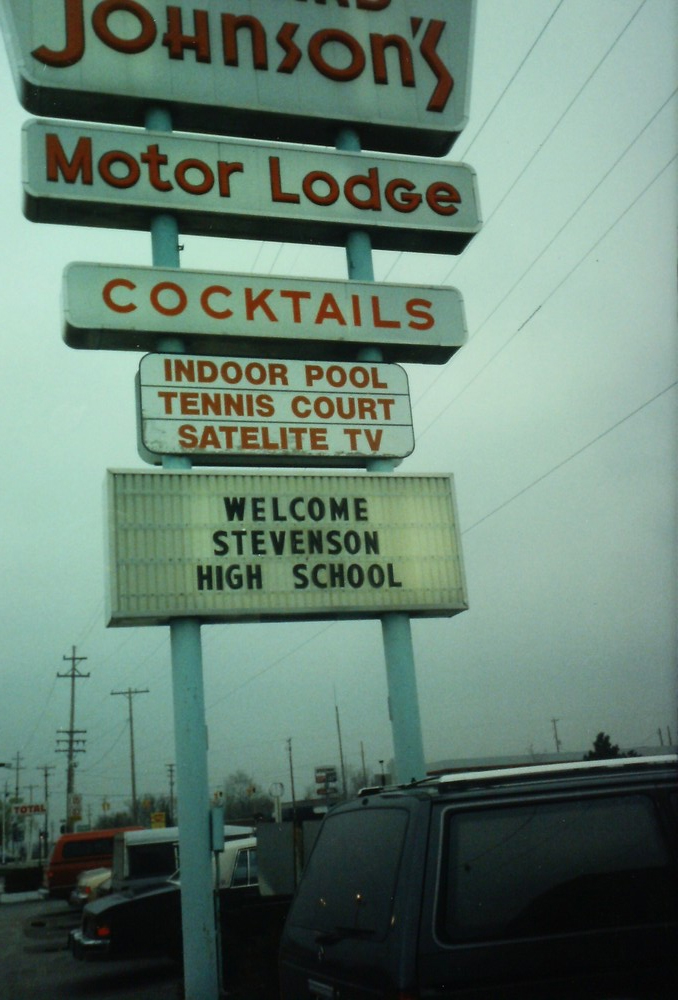 Johnson's
Motor Lodge
COCKTAILS
INDOOR POOL
TENNIS COURT
SATELITE TV
WELCOME
STEVENSON
HIGH SCHOOL
TOTAL